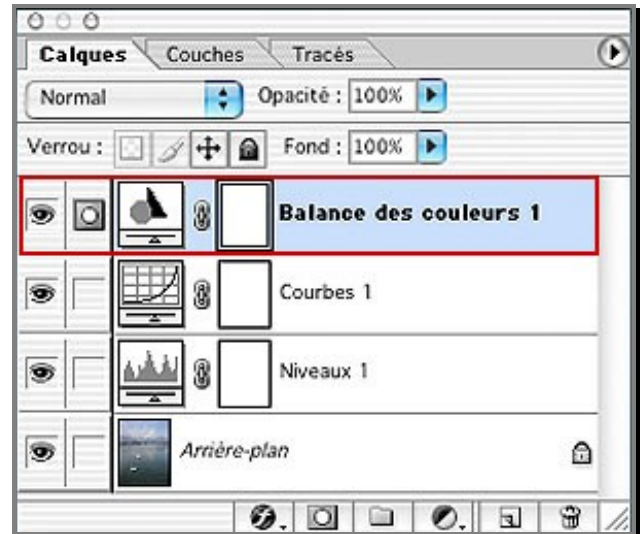 Calques Couches Tracés
Normal Opacité : 100%
Verrou : Fond : 100%
Balance des couleurs 1
Courbes 1
Niveaux 1
Arrière-plan